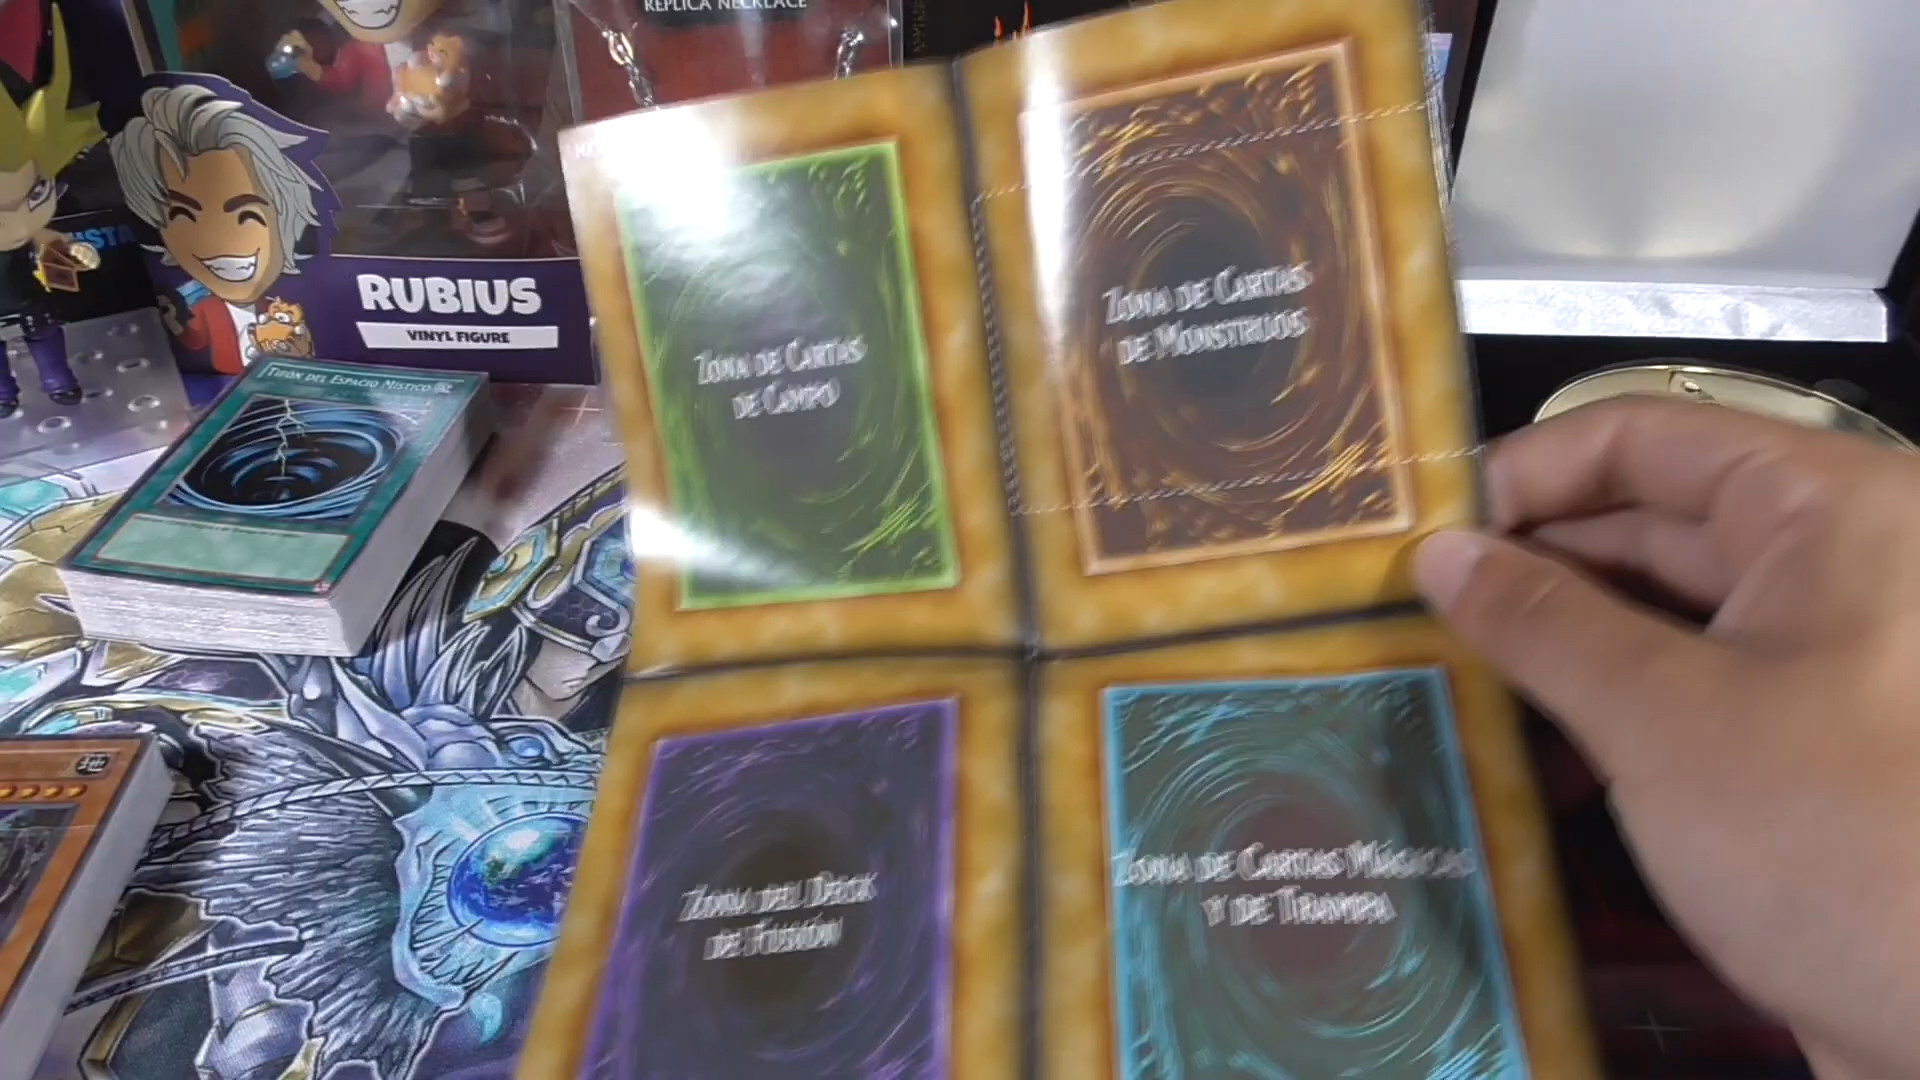 REPLICA NECKLACE
RUBIUS
VINYL FIGURE
TIFÓN DEL ESPACIO MÍSTICO
ZONA DE CARTAS
DE CAMPO
ZONA DE CARTAS
DE MONSTRUOS
ZONA DEL DECK
DE FUSIÓN
ZONA DE CARTAS MÁGICAS
Y DE TRAMPA